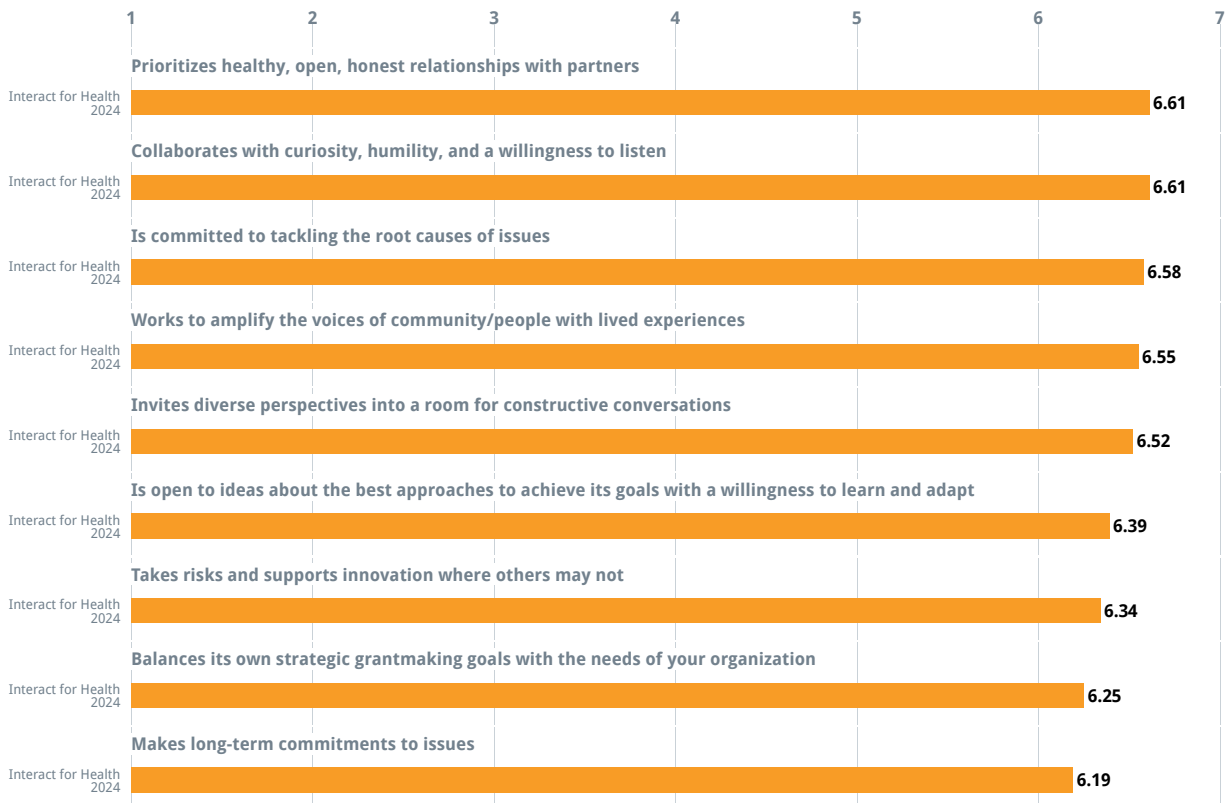 1 2 3 4 5 6 7
Prioritizes healthy, open, honest relationships with partners
Interact for Health
2024
6.61
Collaborates with curiosity, humility, and a willingness to listen
Interact for Health
2024
6.61
Is committed to tackling the root causes of issues
Interact for Health
2024
6.58
Works to amplify the voices of community/people with lived experiences
Interact for Health
2024
6.55
Invites diverse perspectives into a room for constructive conversations
Interact for Health
2024
6.52
Is open to ideas about the best approaches to achieve its goals with a willingness to learn and adapt
Interact for Health
2024
6.39
Takes risks and supports innovation where others may not
Interact for Health
2024
6.34
Balances its own strategic grantmaking goals with the needs of your organization
Interact for Health
2024
6.25
Makes long-term commitments to issues
Interact for Health
2024
6.19